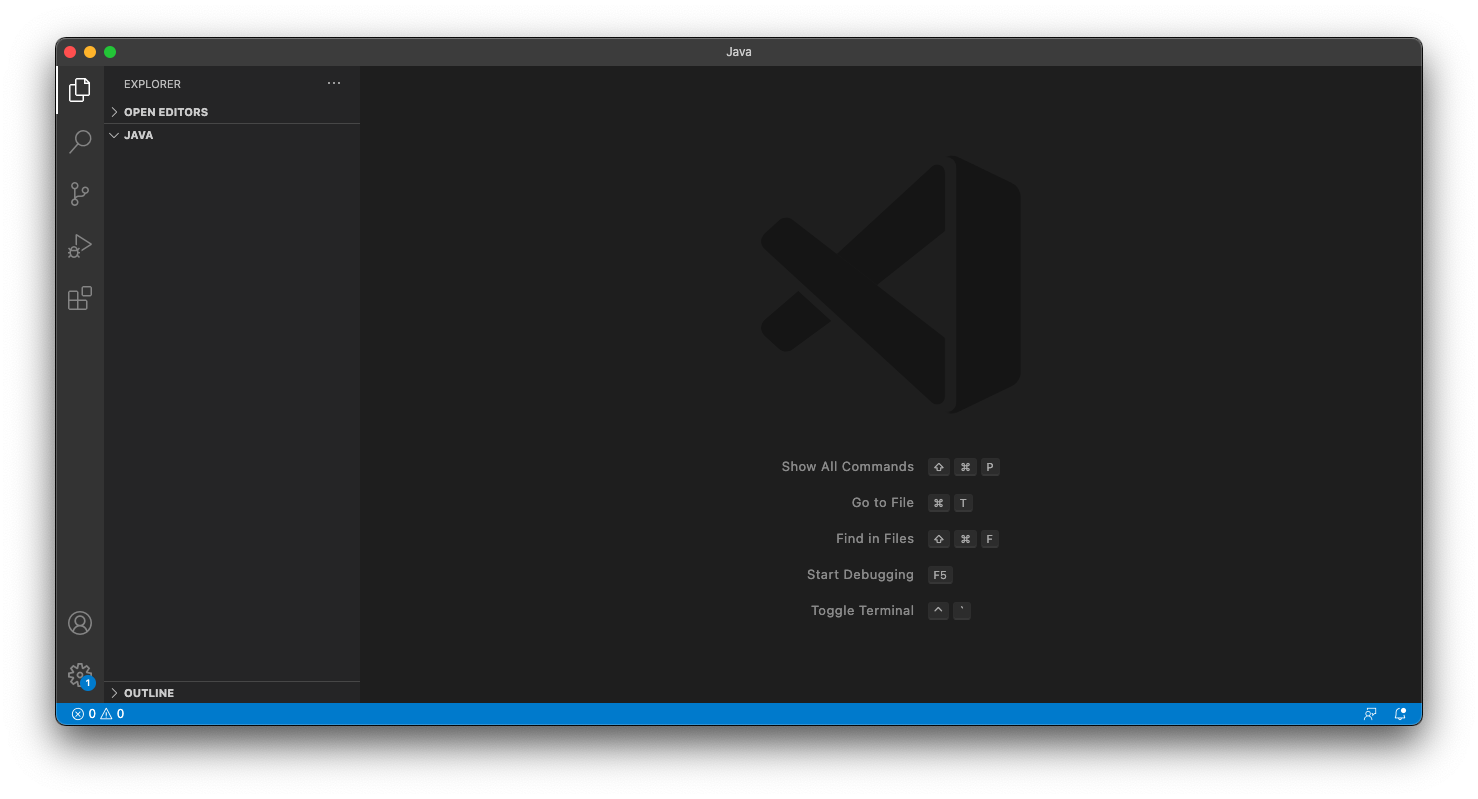 Java
EXPLORER ···
OPEN EDITORS
JAVA
Show All Commands ⇧ ⌘ P
Go to File ⌘ T
Find in Files ⇧ ⌘ F
Start Debugging F5
Toggle Terminal ^ `
1
OUTLINE
0 0